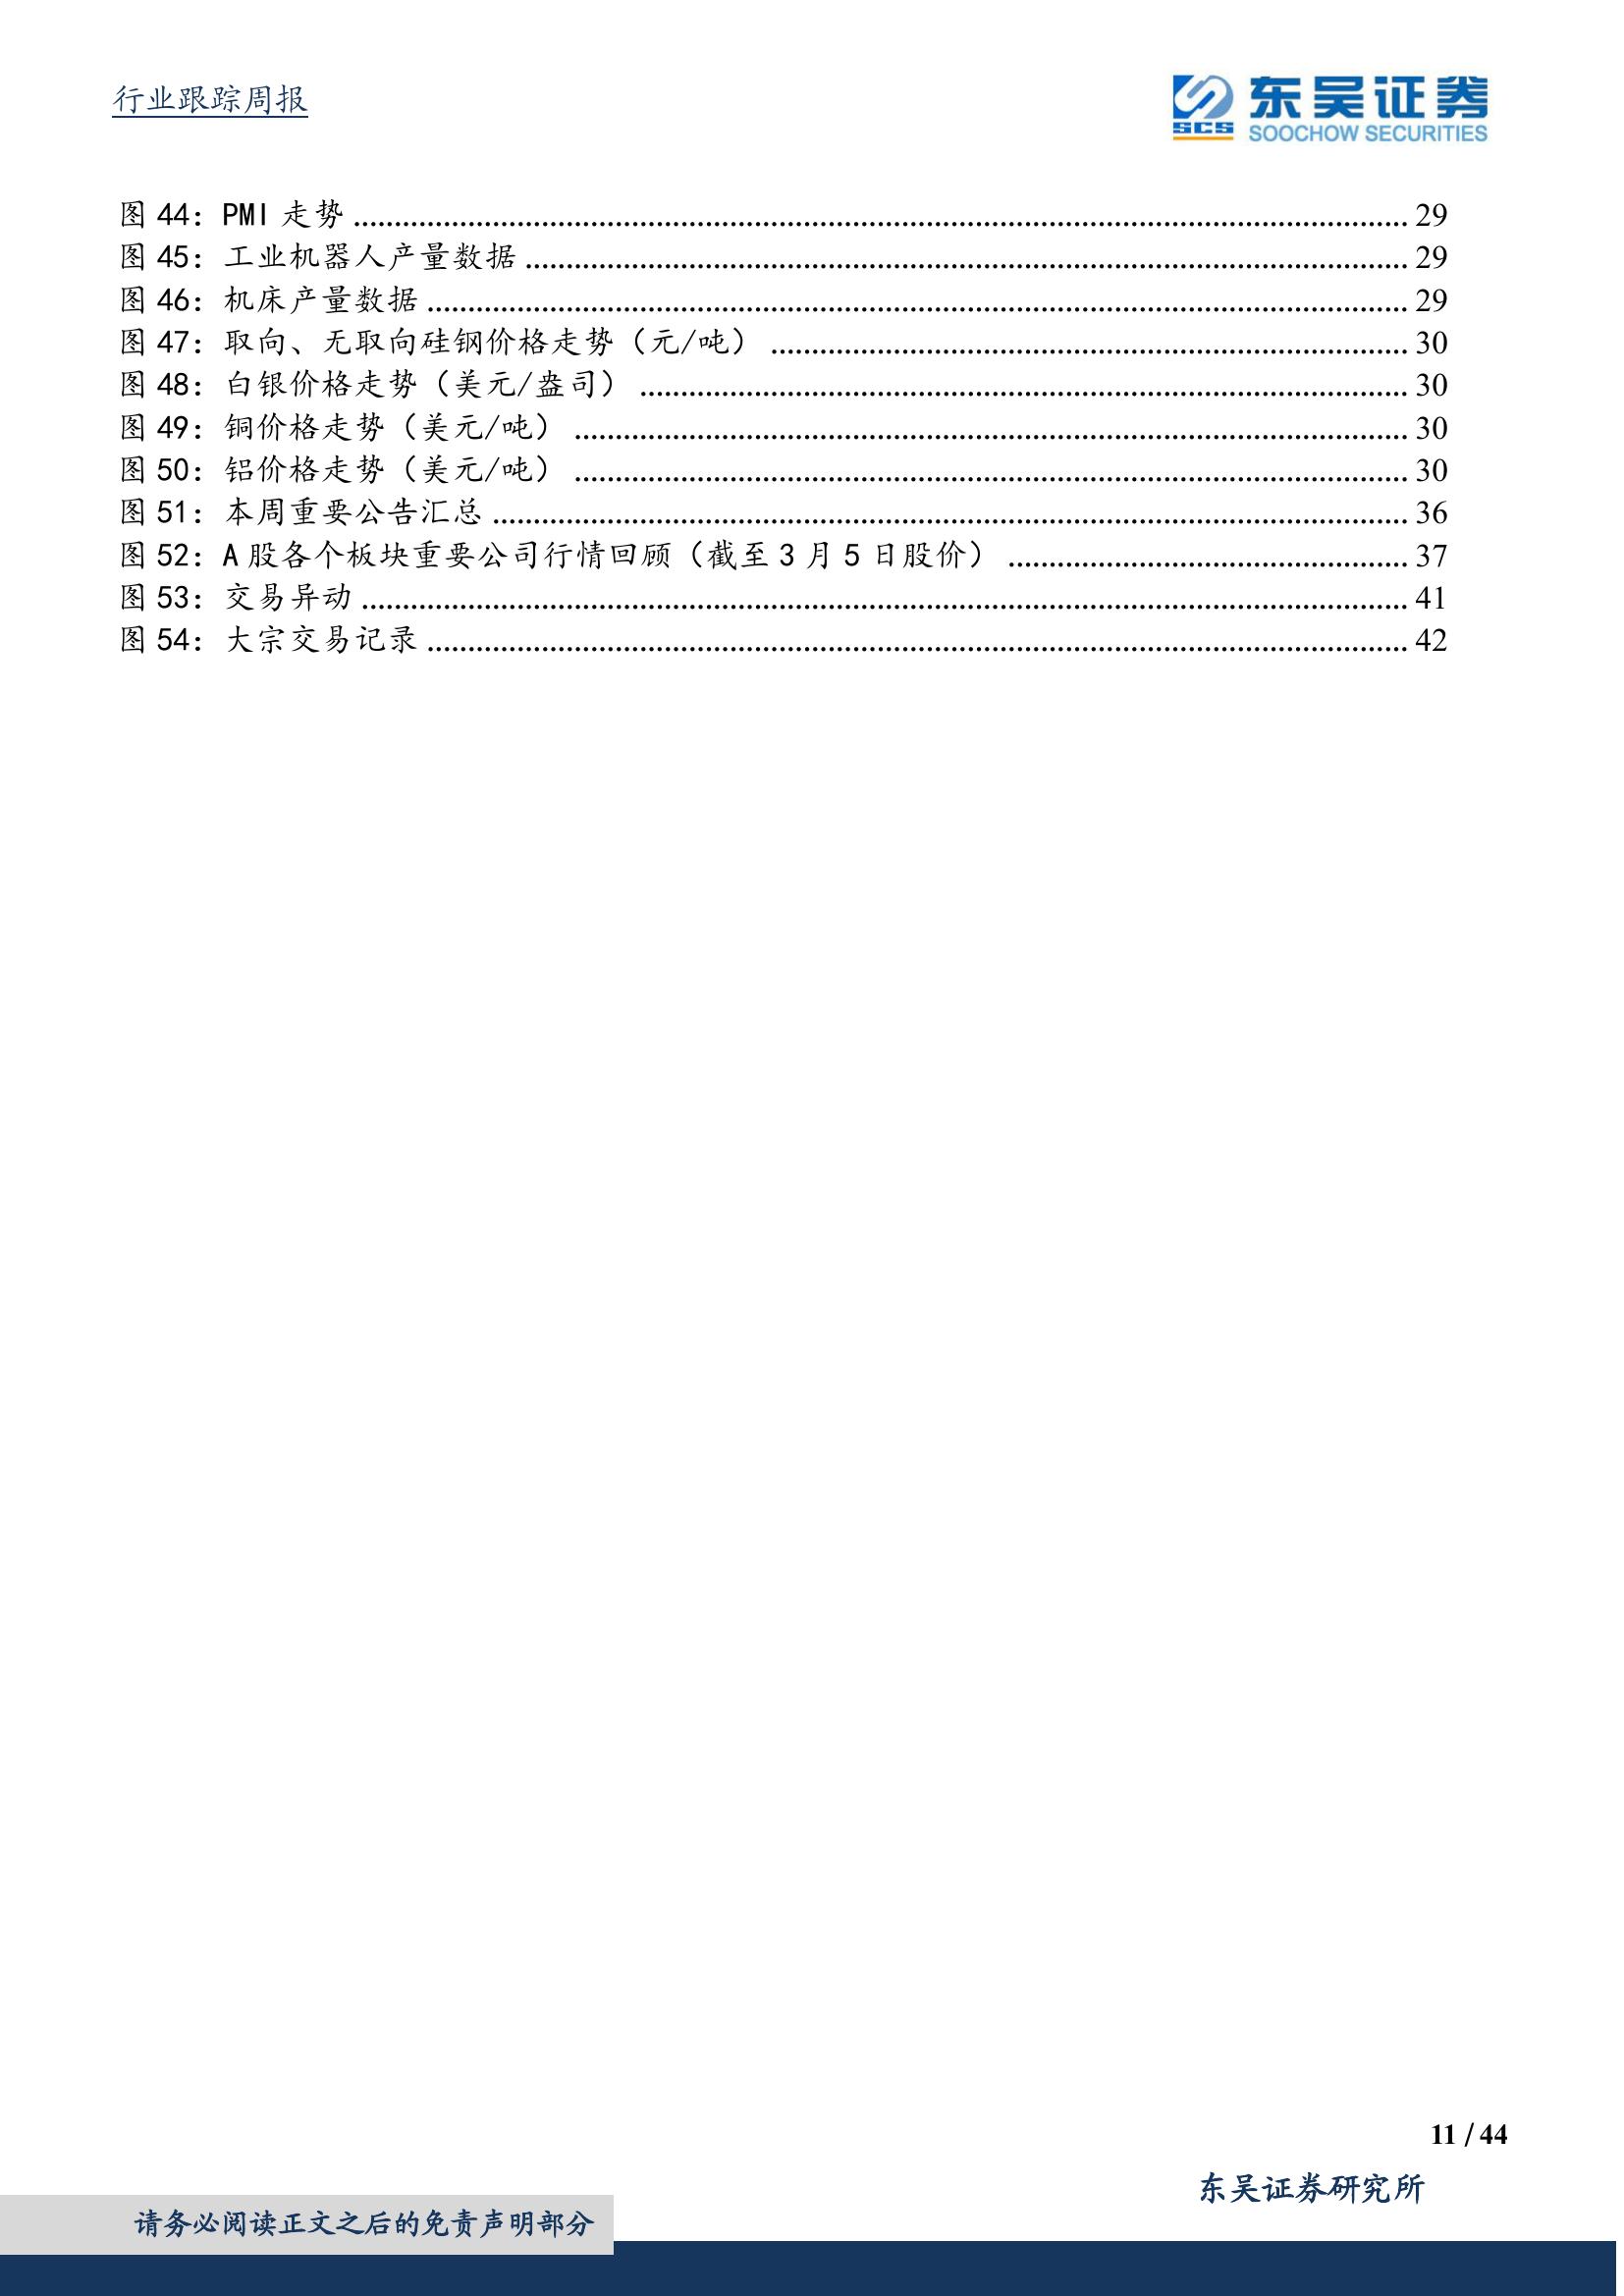 行业跟踪周报
SCS
东吴证券
SOOCHOW SECURITIES
图 44：PMI 走势 29
图 45：工业机器人产量数据 29
图 46：机床产量数据 29
图 47：取向、无取向硅钢价格走势（元/吨） 30
图 48：白银价格走势（美元/盎司） 30
图 49：铜价格走势（美元/吨） 30
图 50：铝价格走势（美元/吨） 30
图 51：本周重要公告汇总 36
图 52：A 股各个板块重要公司行情回顾（截至 3 月 5 日股价） 37
图 53：交易异动 41
图 54：大宗交易记录 42
11 / 44
东吴证券研究所
请务必阅读正文之后的免责声明部分